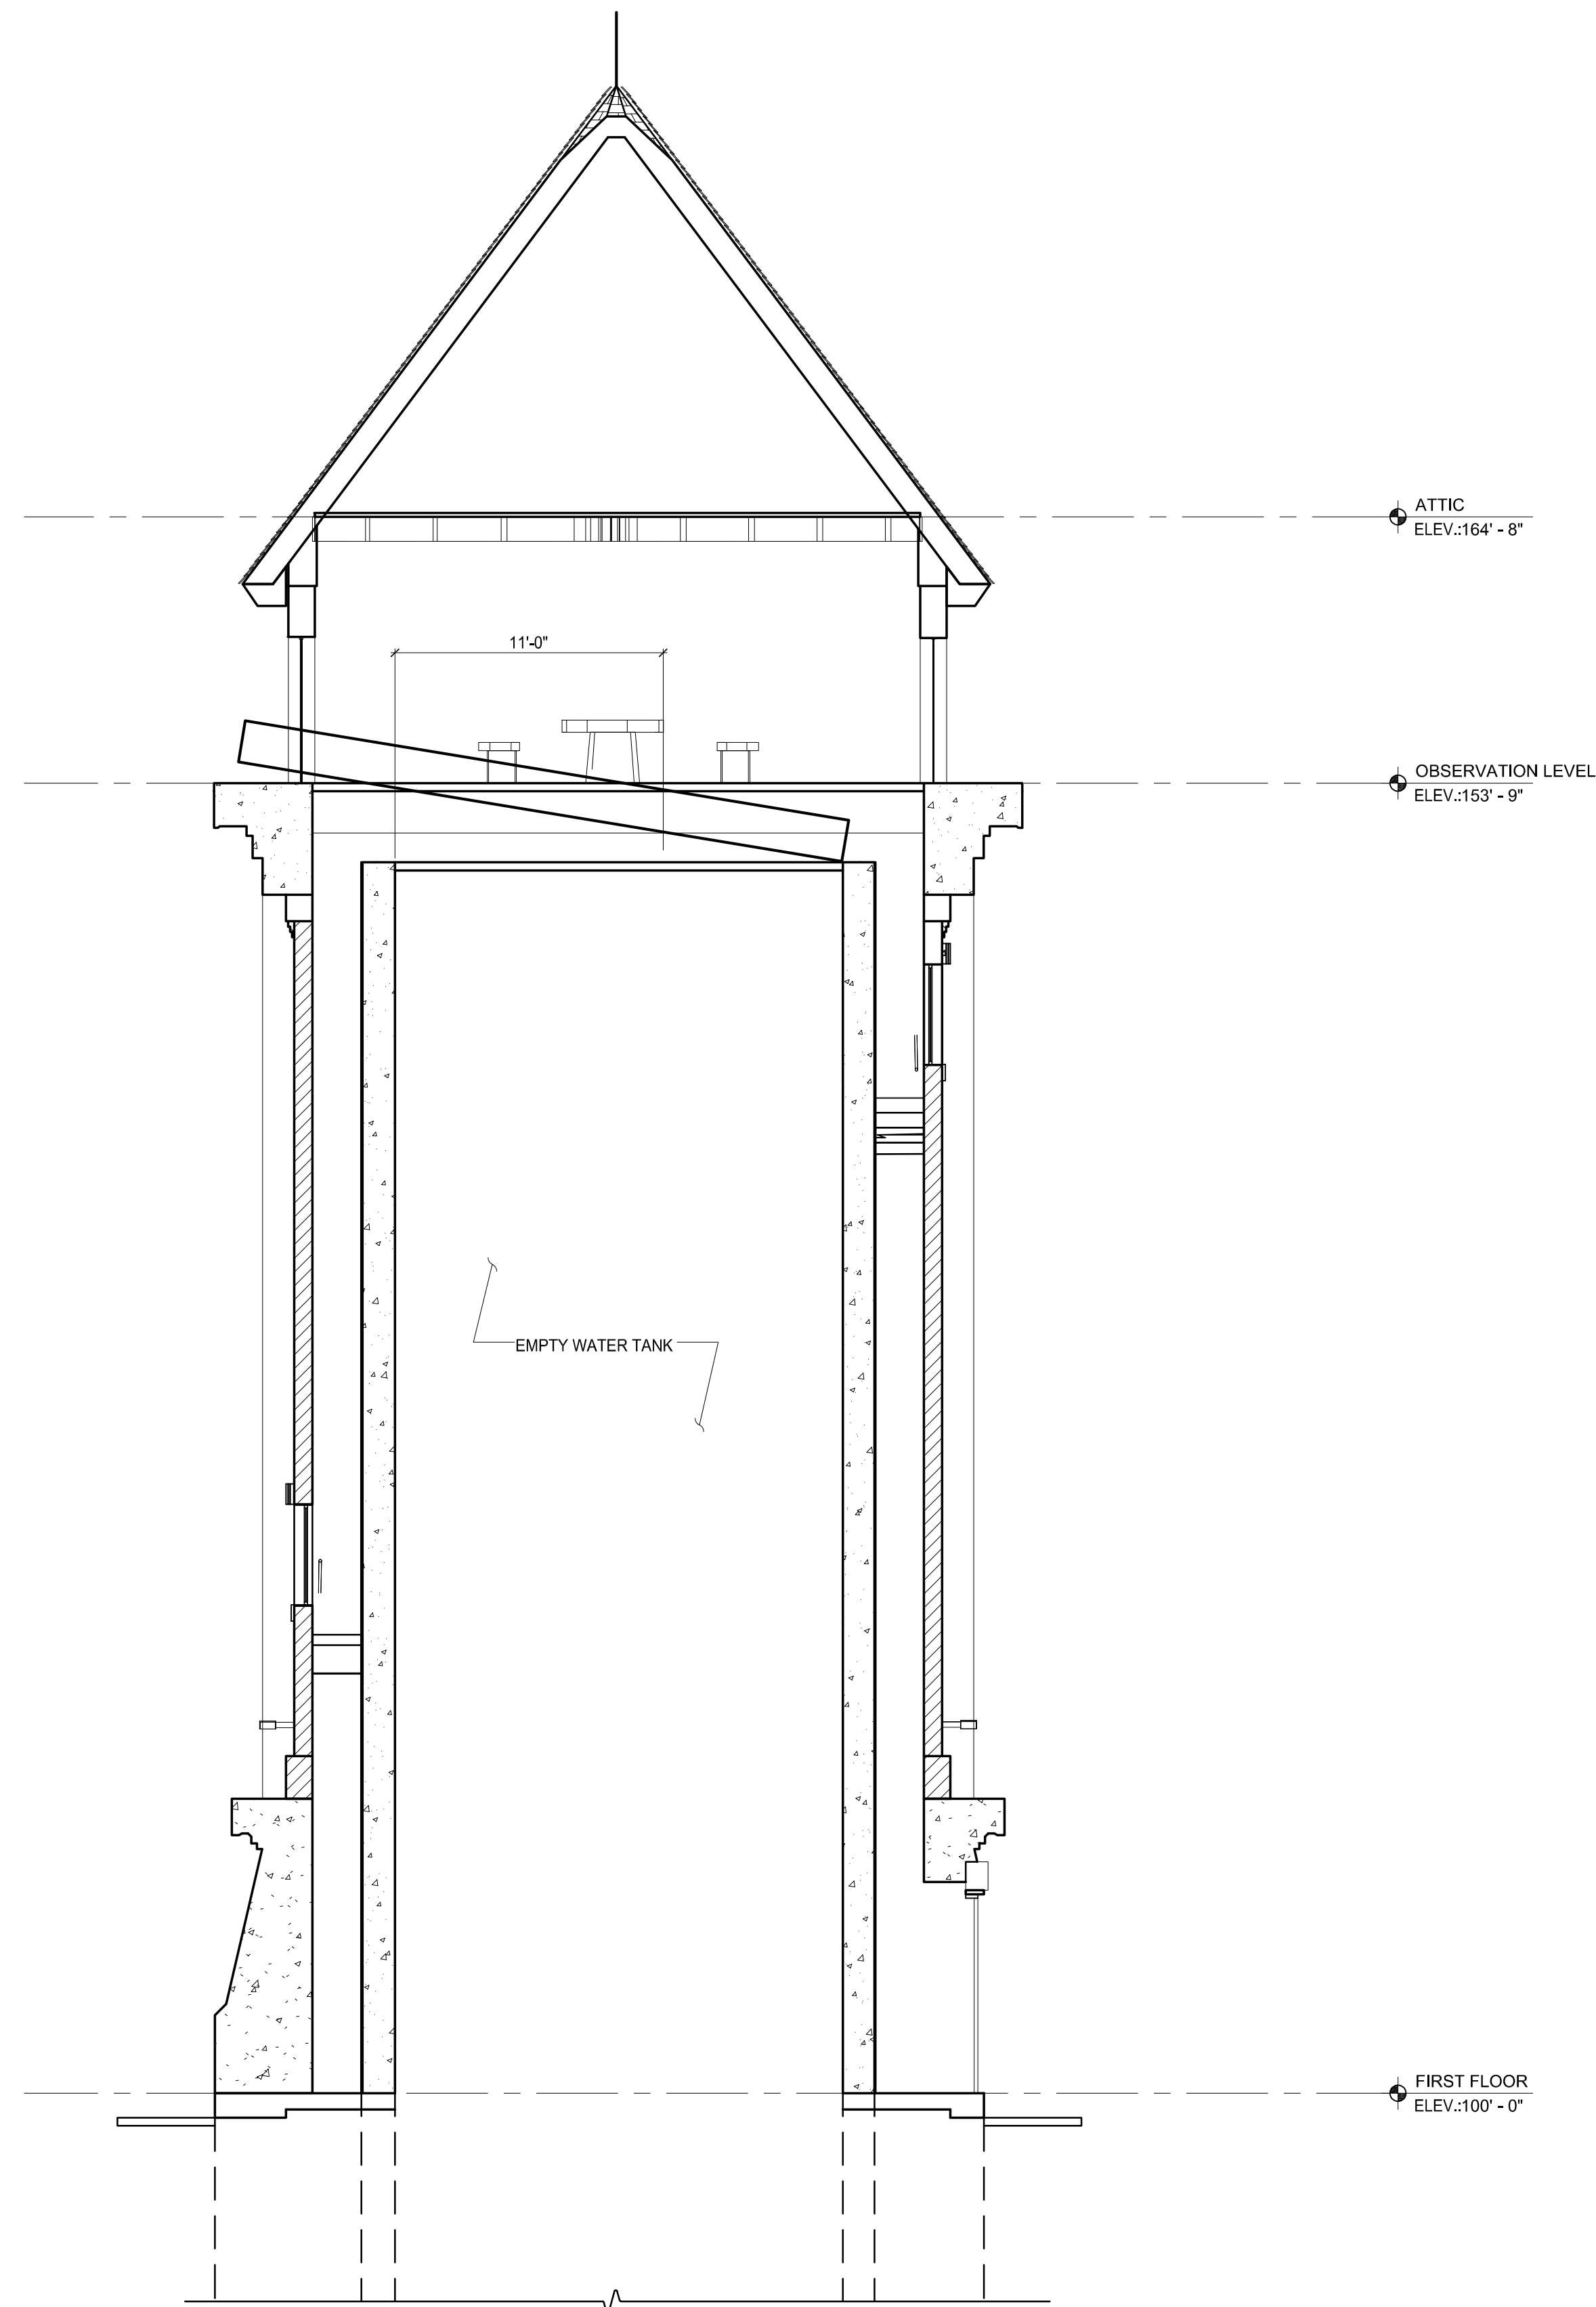 ATTIC
ELEV.:164' - 8"
11'-0"
OBSERVATION LEVEL
ELEV.:153' - 9"
EMPTY WATER TANK
FIRST FLOOR
ELEV.:100' - 0"